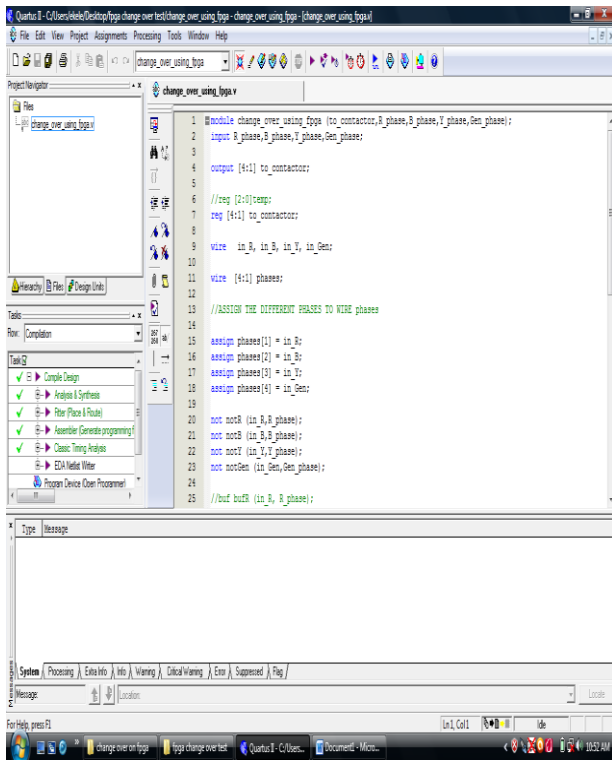 Quartus II - C:/Users/ekele/Desktop/fpga change over test/change_over_using_fpga - change_over_using_fpga - [change_over_using_fpga.v]
File Edit View Project Assignments Processing Tools Window Help
change_over_using_fpga
Project Navigator
Files
change_over_using_fpga.v
Hierarchy Files Design Units
Tasks
Flow: Compilation
Task
Compile Design
Analysis & Synthesis
Fitter (Place & Route)
Assembler (Generate programming f
Classic Timing Analysis
EDA Netlist Writer
Program Device (Open Programmer)
change_over_using_fpga.v
1 module change_over_using_fpga (to_contactor,R_phase,B_phase,Y_phase,Gen_phase);
2 input R_phase,B_phase,Y_phase,Gen_phase;
3
4 output [4:1] to_contactor;
5
6 //reg [2:0]temp;
7 reg [4:1] to_contactor;
8
9 wire in_R, in_B, in_Y, in_Gen;
10
11 wire [4:1] phases;
12
13 //ASSIGN THE DIFFERENT PHASES TO WIRE phases
14
15 assign phases[1] = in_R;
16 assign phases[2] = in_B;
17 assign phases[3] = in_Y;
18 assign phases[4] = in_Gen;
19
20 not notR (in_R,R_phase);
21 not notB (in_B,B_phase);
22 not notY (in_Y,Y_phase);
23 not notGen (in_Gen,Gen_phase);
24
25 //buf bufR (in_R, R_phase);
267
268
ab/
Type Message
System Processing Extra Info Info Warning Critical Warning Error Suppressed Flag
Messages
Message: Location: Locate
For Help, press F1 Ln 1, Col 1 Idle
change over on fpga fpga change over test Quartus II - C:/Users... Document1 - Micro... 10:52 AM